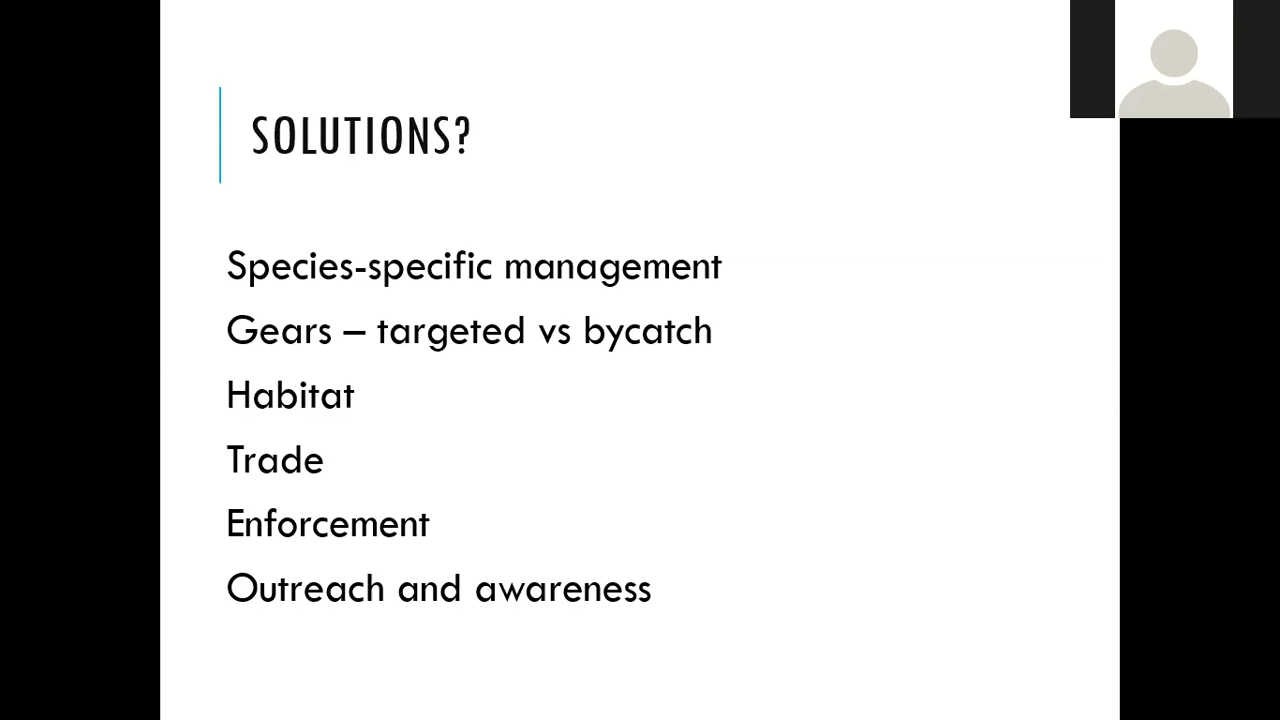 SOLUTIONS?
Species-specific management
Gears – targeted vs bycatch
Habitat
Trade
Enforcement
Outreach and awareness